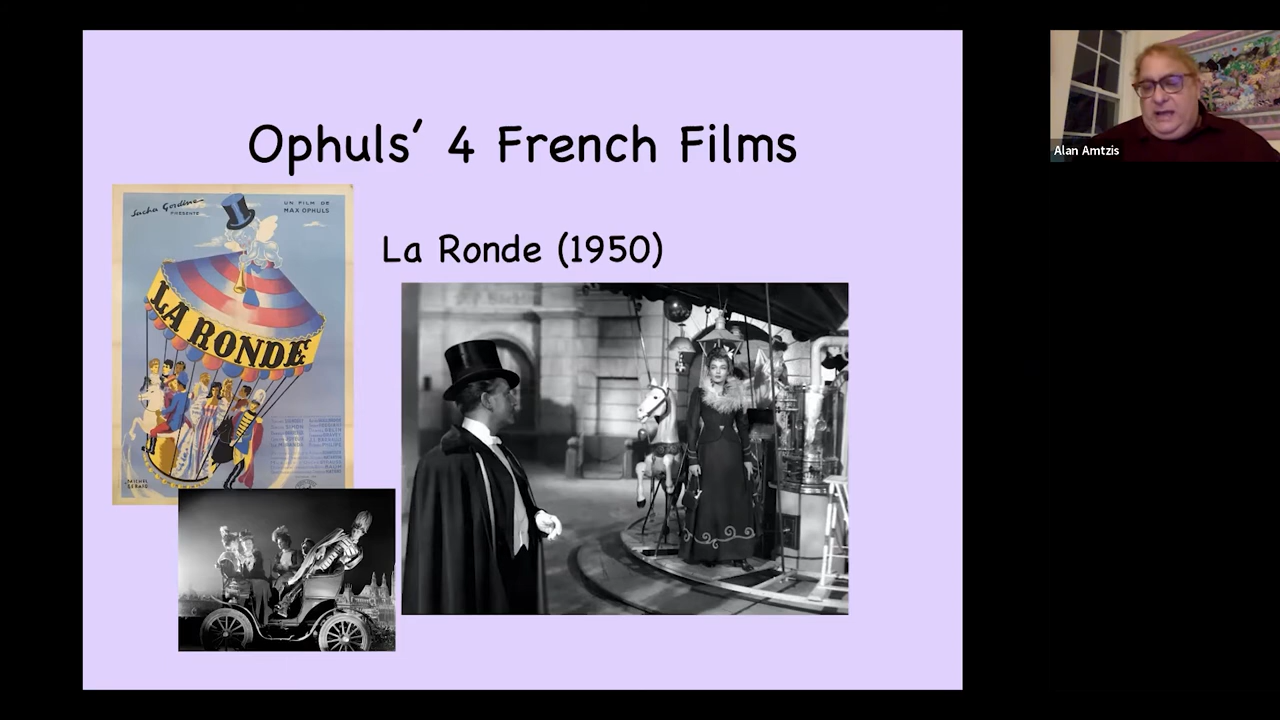 Ophuls' 4 French Films
Sacha Gordine
PRESENTE
UN FILM DE
MAX OPHULS
LA RONDE
La Ronde (1950)
Alan Amtzis